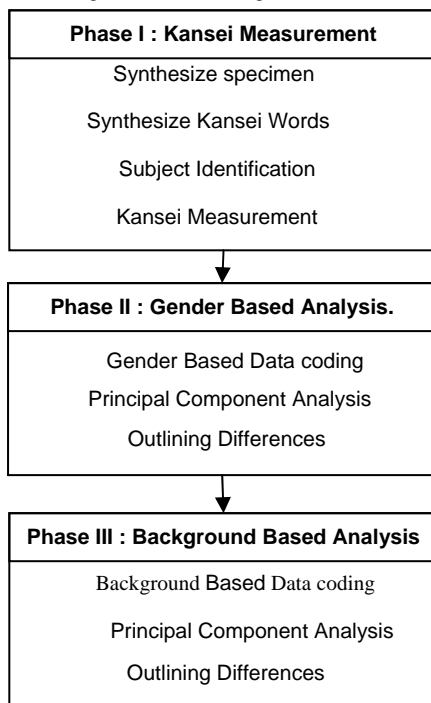 Phase I : Kansei Measurement
Synthesize specimen
Synthesize Kansei Words
Subject Identification
Kansei Measurement
Phase II : Gender Based Analysis.
Gender Based Data coding
Principal Component Analysis
Outlining Differences
Phase III : Background Based Analysis
Background Based Data coding
Principal Component Analysis
Outlining Differences